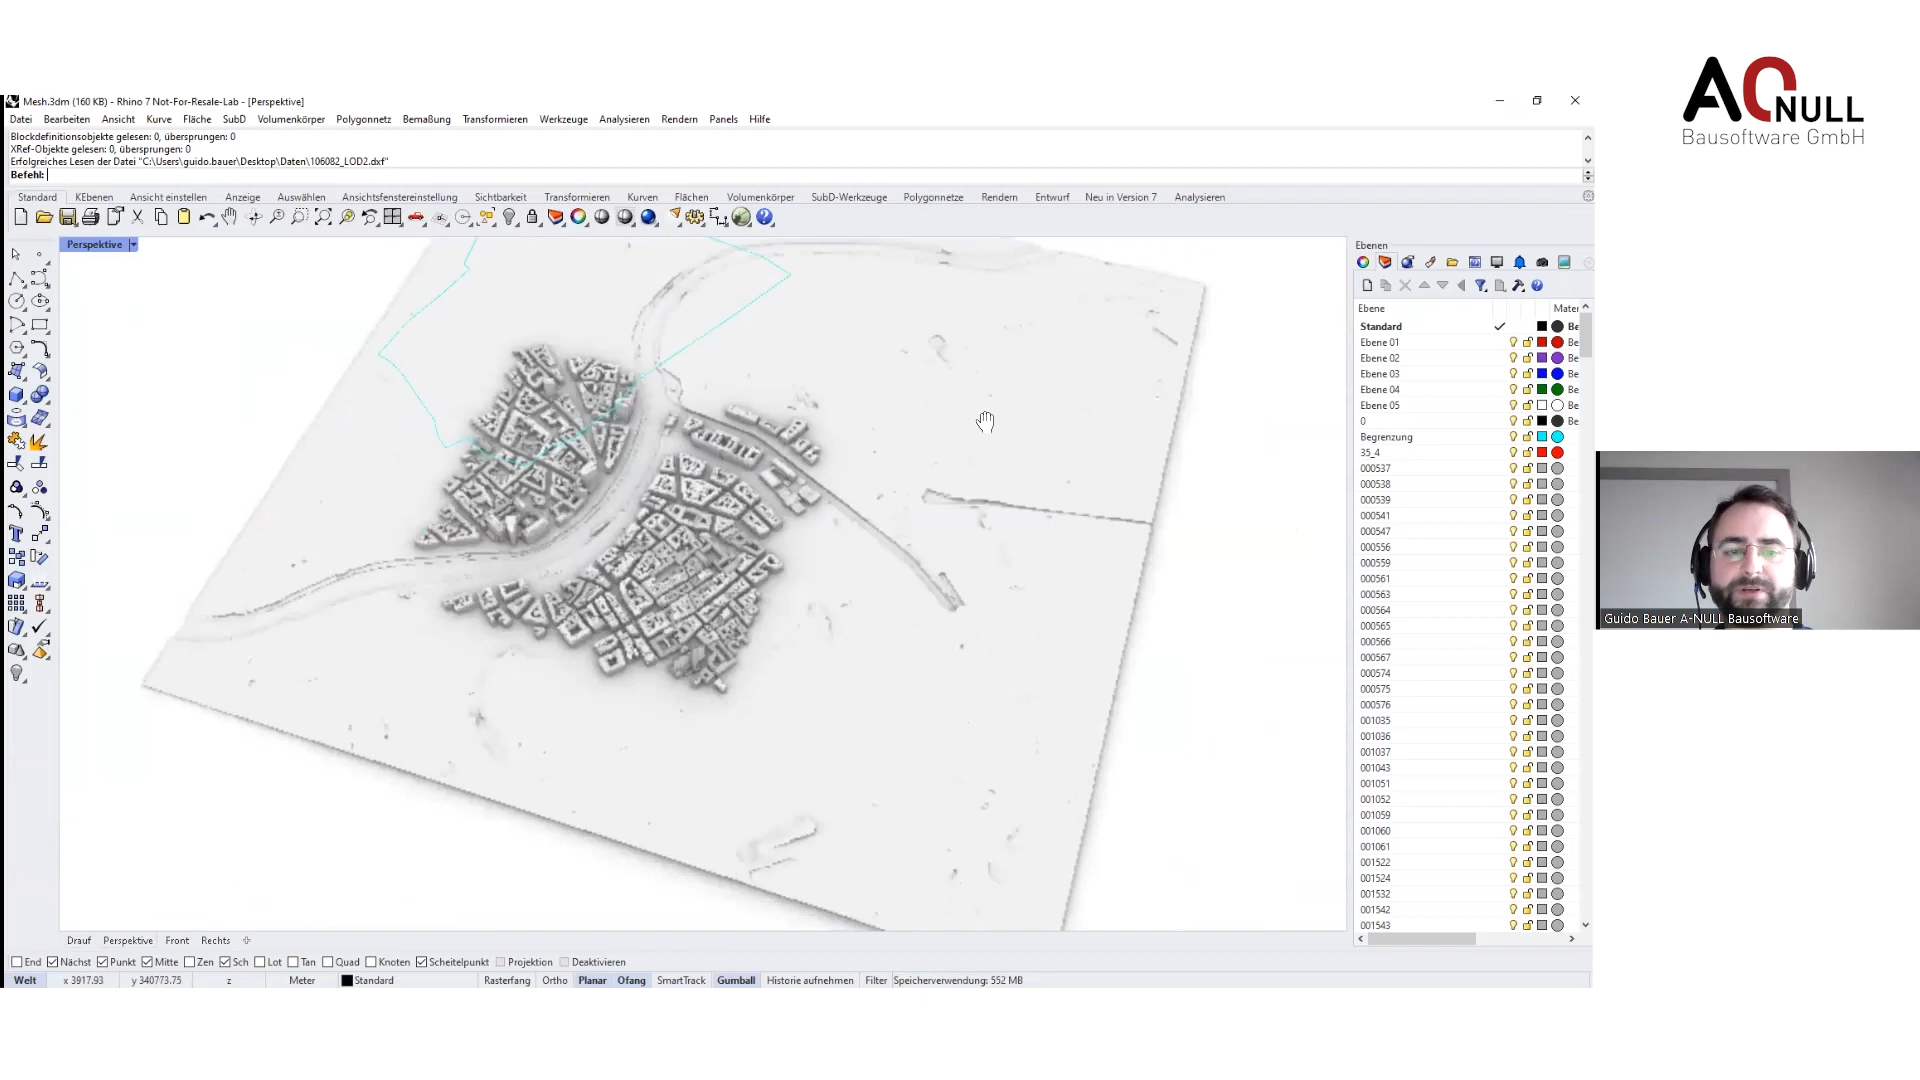 A NULL
Bausoftware GmbH
Mesh.3dm (160 KB) - Rhino 7 Not-For-Resale-Lab - [Perspektive]
Datei Bearbeiten Ansicht Kurve Fläche SubD Volumenkörper Polygonnetz Bemaßung Transformieren Werkzeuge Analysieren Rendern Panels Hilfe
Blockdefinitionsobjekte gelesen: 0, übersprungen: 0
XRef-Objekte gelesen: 0, übersprungen: 0
Erfolgreiches Lesen der Datei "C:\Users\guido.bauer\Desktop\Daten\106082_LOD2.dxf"
Befehl:
Standard KEbenen Ansicht einstellen Anzeige Auswählen Ansichtsfenstereinstellung Sichtbarkeit Transformieren Kurven Flächen Volumenkörper SubD-Werkzeuge Polygonnetze Rendern Entwurf Neu in Version 7 Analysieren
Perspektive
Ebenen
Ebene Mater
Standard Be
Ebene 01 Be
Ebene 02 Be
Ebene 03 Be
Ebene 04 Be
Ebene 05 Be
0 Be
Begrenzung
35_4
000537
000538
000539
000541
000547
000556
000559
000561
000563
000564
000565
000566
000567
000574
000575
000576
001035
001036
001037
001043
001051
001052
001059
001060
001061
001522
001524
001532
001542
001543
Guido Bauer A-NULL Bausoftware
Drauf Perspektive Front Rechts
End Nächst Punkt Mitte Zen Sch Lot Tan Quad Knoten Scheitelpunkt Projektion Deaktivieren
Welt x 3917.93 y 340773.75 z Meter Standard Rasterfang Ortho Planar Ofang SmartTrack Gumball Historie aufnehmen Filter Speicherverwendung: 552 MB